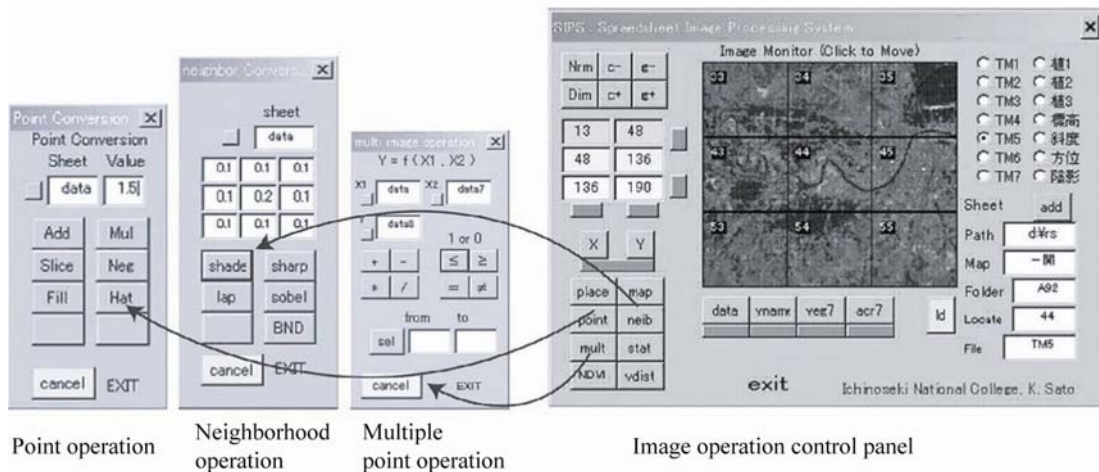 Point Conversion
Point Conversion
Sheet Value
data 1.5
Add Mul
Slice Neg
Fill Hat
cancel EXIT
Point operation
neighbor Convers...
sheet
data
0.1 0.1 0.1
0.1 0.2 0.1
0.1 0.1 0.1
shade sharp
lap sobel
BND
cancel EXIT
Neighborhood
operation
multi image operation
Y = f ( X1 , X2 )
X1 data X2 data7
Y data8
1 or 0
+ - ≤ ≥
* / = ≠
from to
sel
cancel EXIT
Multiple
point operation
SIPS : Spreadsheet Image Processing System
Image Monitor (Click to Move)
Nrm c- g-
Dim c+ g+
13 48
48 136
136 190
X Y
place map
point neib
mult stat
NDVI vdist
33 34 35
43 44 45
53 54 55
data vname veg7 acr7
exit
TM1 植1
TM2 植2
TM3 植3
TM4 標高
TM5 斜度
TM6 方位
TM7 陰影
Sheet add
Path d¥rs
Map 一関
Folder A92
Id Locate 44
File TM5
Ichinoseki National College, K. Sato
Image operation control panel